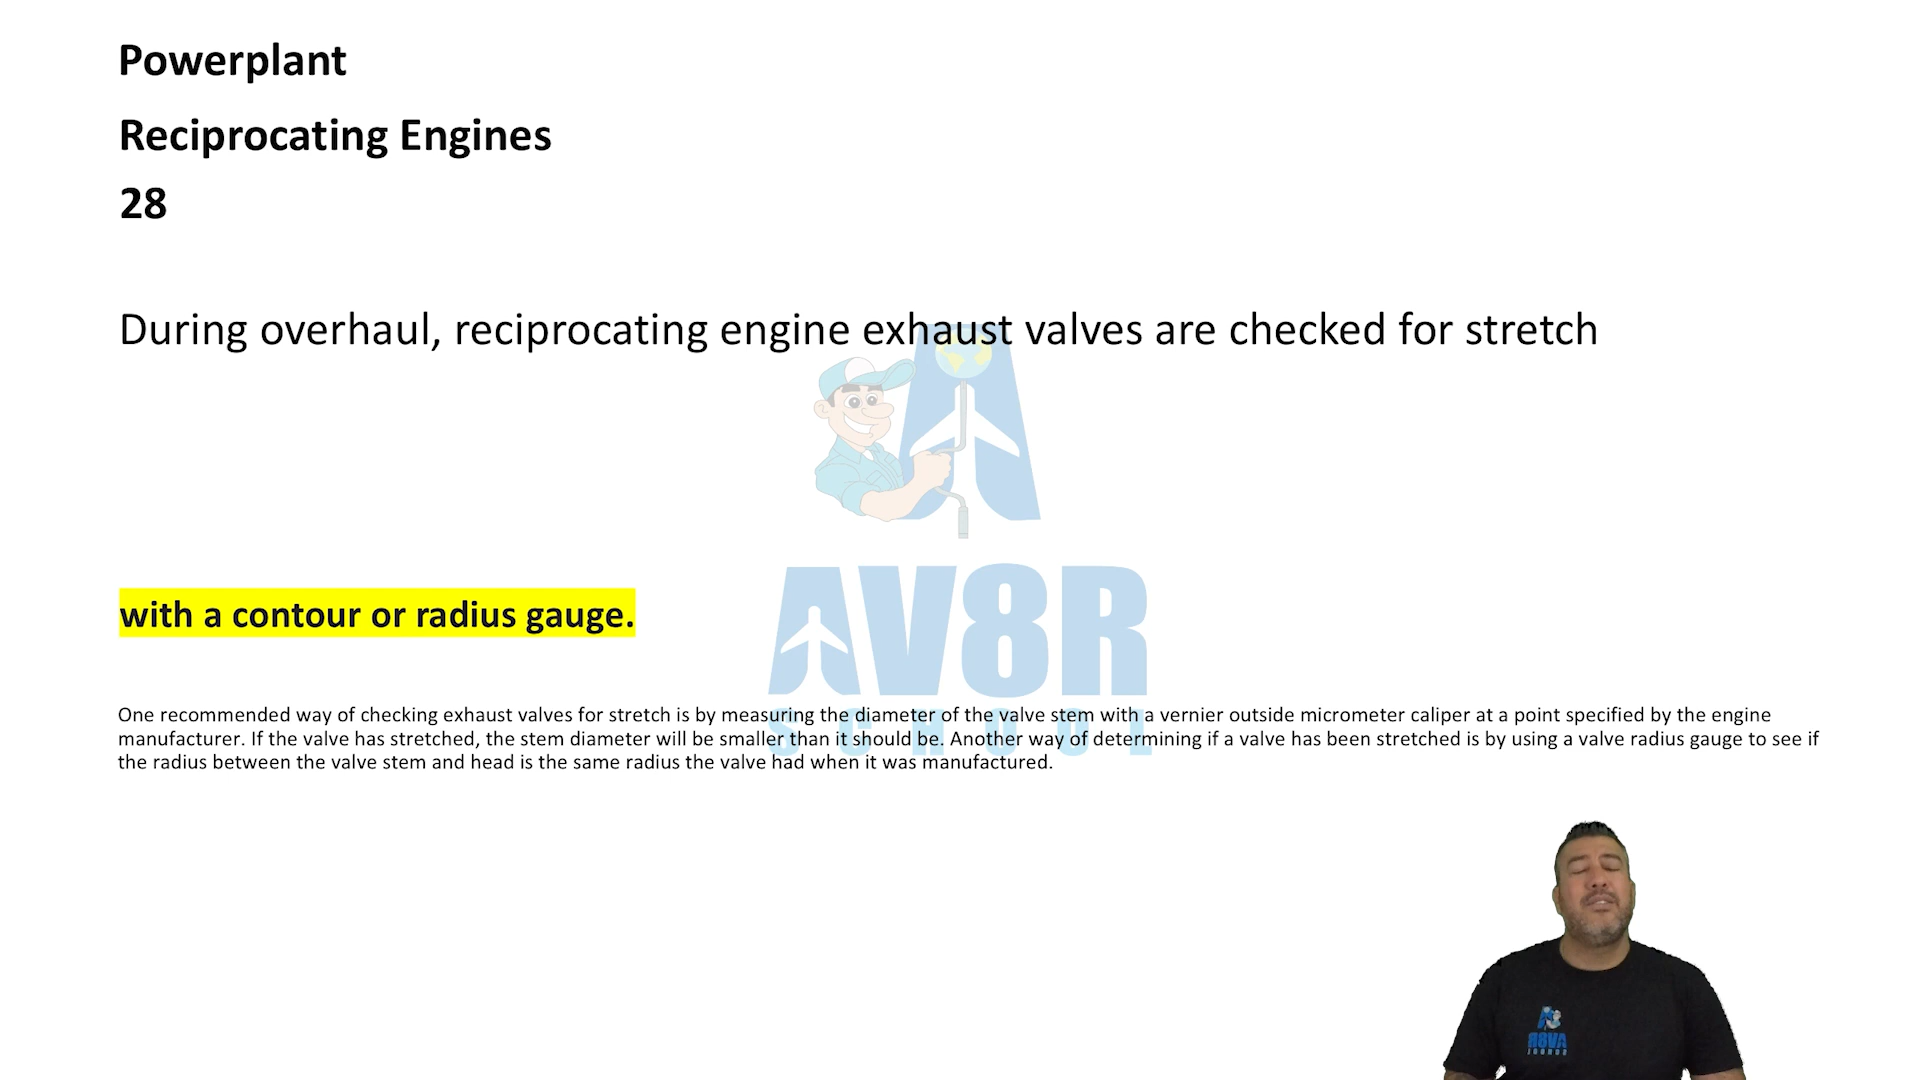 Powerplant
Reciprocating Engines
28
During overhaul, reciprocating engine exhaust valves are checked for stretch
AV8R
SCHOOL
with a contour or radius gauge.
One recommended way of checking exhaust valves for stretch is by measuring the diameter of the valve stem with a vernier outside micrometer caliper at a point specified by the engine
manufacturer. If the valve has stretched, the stem diameter will be smaller than it should be. Another way of determining if a valve has been stretched is by using a valve radius gauge to see if
the radius between the valve stem and head is the same radius the valve had when it was manufactured.
AV8R
SCHOOL